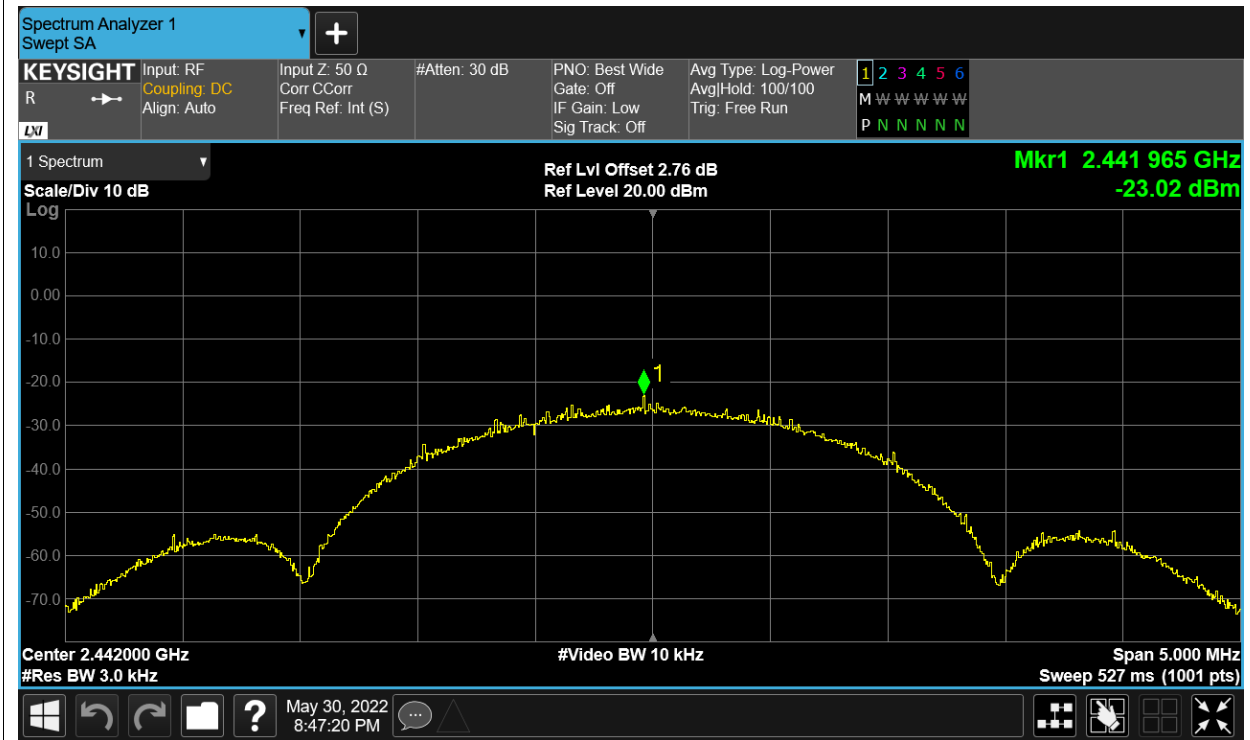 Spectrum Analyzer 1
Swept SA
+
KEYSIGHT
R
LXI
Input: RF
Coupling: DC
Align: Auto
Input Z: 50 Ω
Corr CCorr
Freq Ref: Int (S)
#Atten: 30 dB
PNO: Best Wide
Gate: Off
IF Gain: Low
Sig Track: Off
Avg Type: Log-Power
Avg|Hold: 100/100
Trig: Free Run
1 2 3 4 5 6
M W W W W W
P N N N N N
1 Spectrum
Scale/Div 10 dB
Ref Lvl Offset 2.76 dB
Ref Level 20.00 dBm
Mkr1 2.441 965 GHz
-23.02 dBm
Log
10.0
0.00
-10.0
-20.0
-30.0
-40.0
-50.0
-60.0
-70.0
1
Center 2.442000 GHz
#Res BW 3.0 kHz
#Video BW 10 kHz
Span 5.000 MHz
Sweep 527 ms (1001 pts)
?
May 30, 2022
8:47:20 PM